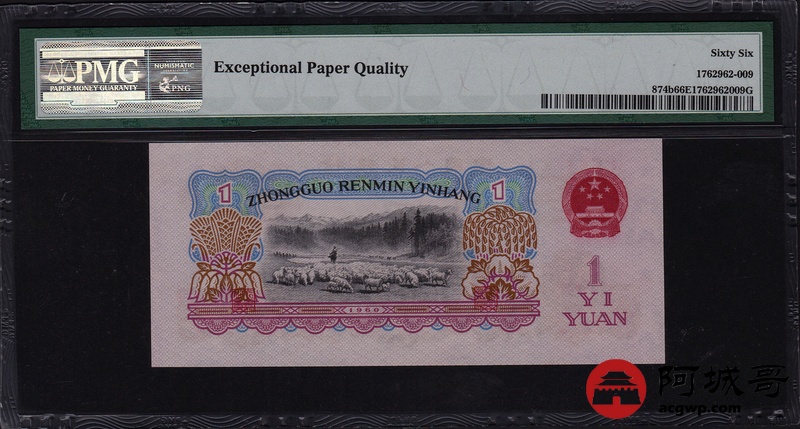 PMG
PAPER MONEY GUARANTY
NUMISMATIC
PNG
Exceptional Paper Quality
Sixty Six
1762962-009
874b66E1762962009G
1
ZHONGGUO RENMIN YINHANG
1
1960
1
YI
YUAN
阿城哥
acgwp.com